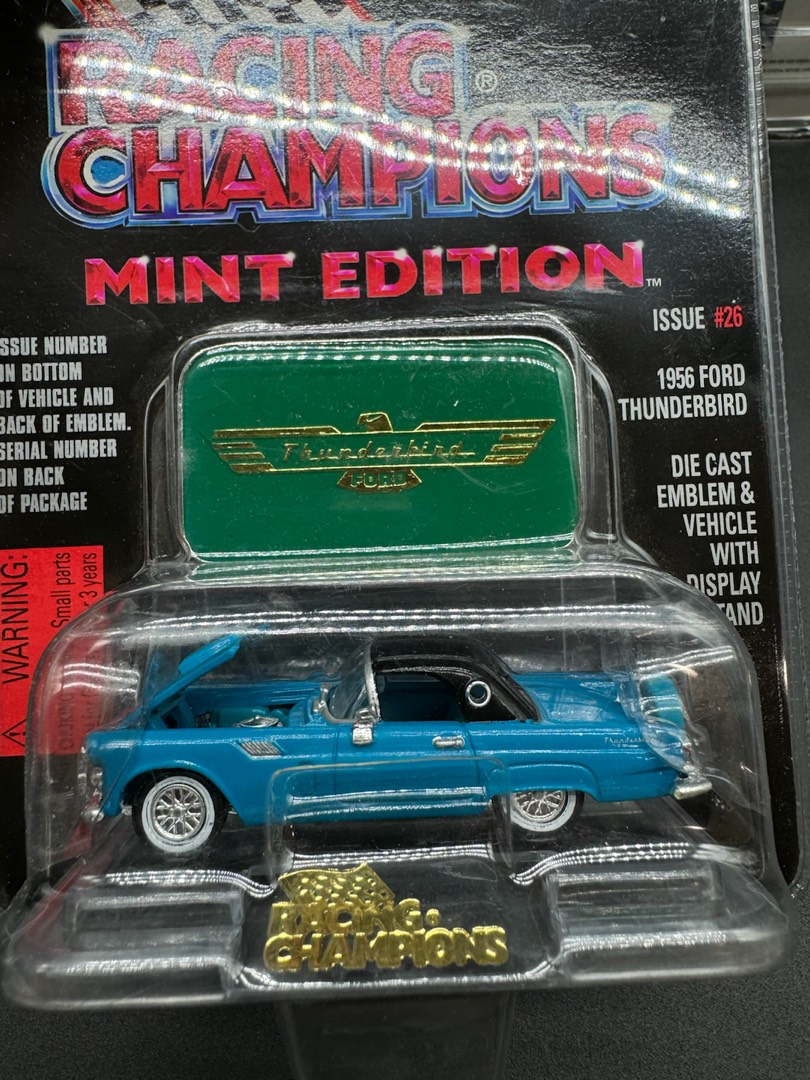 RACING ®
CHAMPIONS
MINT EDITION™
ISSUE #26
SSUE NUMBER
ON BOTTOM
OF VEHICLE AND
BACK OF EMBLEM.
SERIAL NUMBER
ON BACK
OF PACKAGE
1956 FORD
THUNDERBIRD
DIE CAST
EMBLEM &
VEHICLE
WITH
DISPLAY
TAND
Thunderbird
FORD
WARNING:
Small parts
3 years
RACING
CHAMPIONS